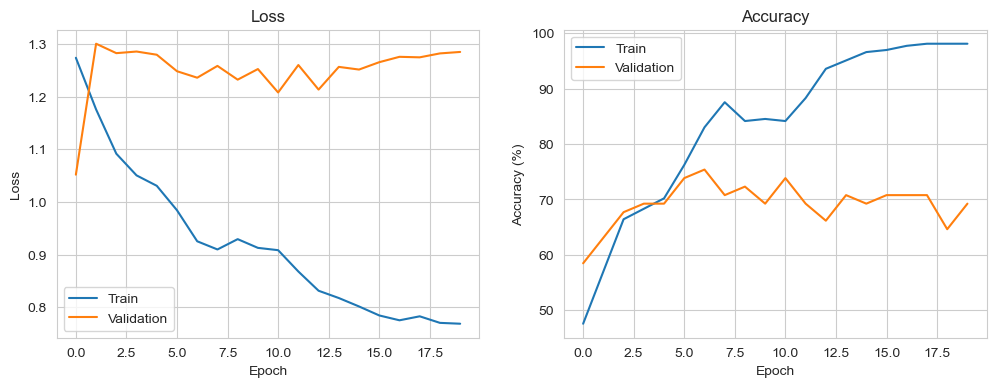 Loss
1.3
1.2
1.1
1.0
0.9
0.8
Loss
Train
Validation
0.0 2.5 5.0 7.5 10.0 12.5 15.0 17.5
Epoch
Accuracy
100
90
80
70
60
50
Accuracy (%)
Train
Validation
0.0 2.5 5.0 7.5 10.0 12.5 15.0 17.5
Epoch